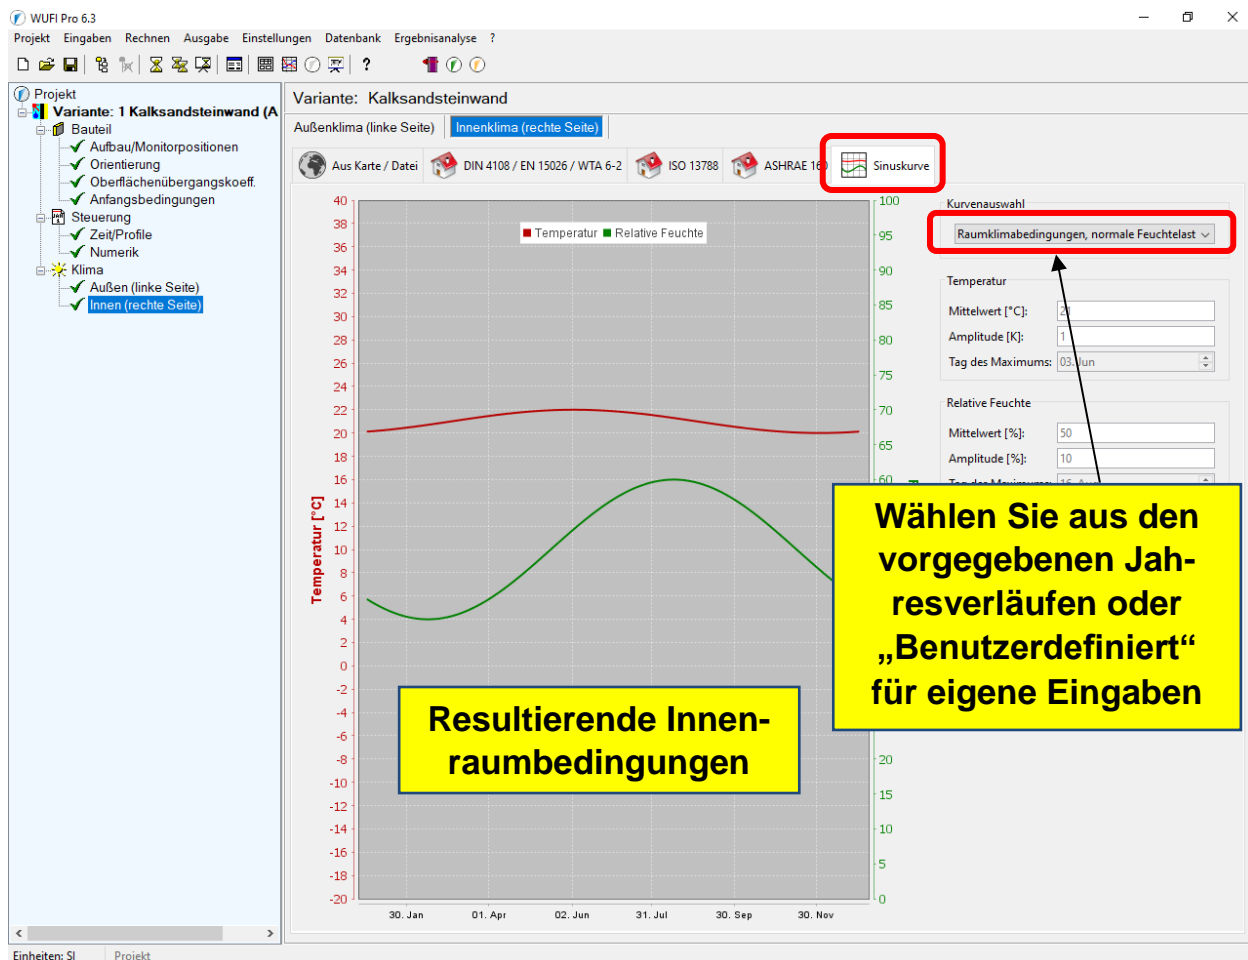 WUFI Pro 6.3
Projekt Eingaben Rechnen Ausgabe Einstellungen Datenbank Ergebnisanalyse ?
Projekt
Variante: 1 Kalksandsteinwand (A
Bauteil
Aufbau/Monitorpositionen
Orientierung
Oberflächenübergangskoeff.
Anfangsbedingungen
Steuerung
Zeit/Profile
Numerik
Klima
Außen (linke Seite)
Innen (rechte Seite)
Variante: Kalksandsteinwand
Außenklima (linke Seite) Innenklima (rechte Seite)
Aus Karte / Datei DIN 4108 / EN 15026 / WTA 6-2 ISO 13788 ASHRAE 160 Sinuskurve
Temperatur Relative Feuchte
Temperatur [°C]
40
38
36
34
32
30
28
26
24
22
20
18
16
14
12
10
8
6
4
2
0
-2
-4
-6
-8
-10
-12
-14
-16
-18
-20
100
95
90
85
80
75
70
65
60
20
15
10
5
0
30. Jan 01. Apr 02. Jun 31. Jul 30. Sep 30. Nov
Resultierende Innen-
raumbedingungen
Kurvenauswahl
Raumklimabedingungen, normale Feuchtelast
Temperatur
Mittelwert [°C]: 21
Amplitude [K]: 1
Tag des Maximums: 03. Jun
Relative Feuchte
Mittelwert [%]: 50
Amplitude [%]: 10
Tag des Maximums: 16. Aug
Wählen Sie aus den
vorgegebenen Jah-
resverläufen oder
„Benutzerdefiniert“
für eigene Eingaben
Einheiten: SI Projekt